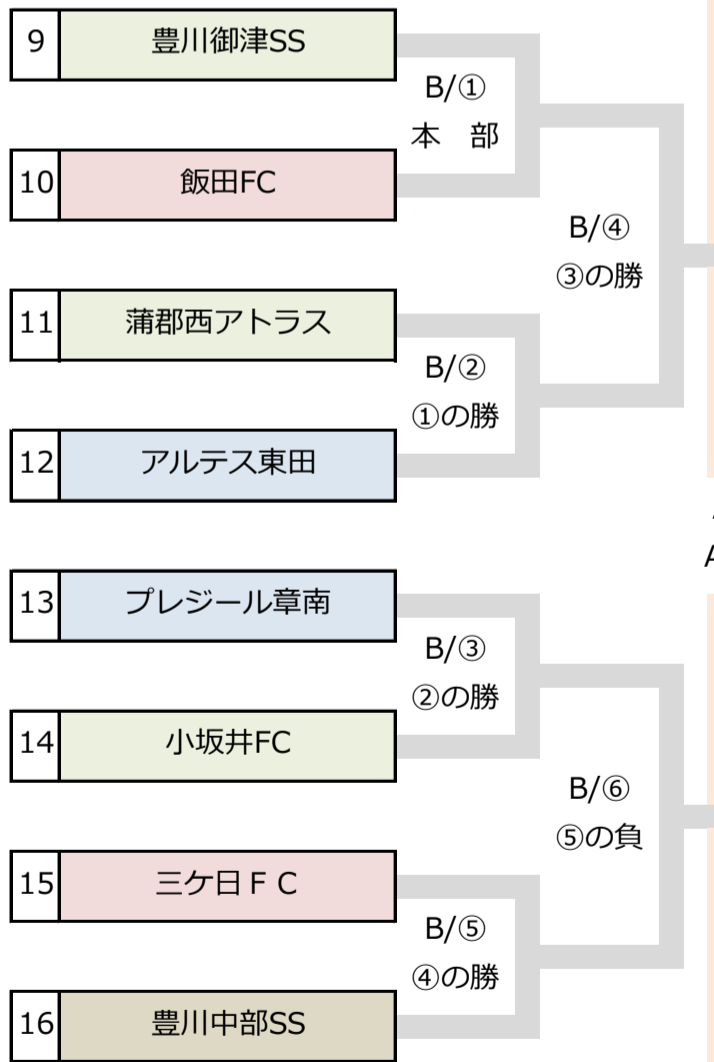 9 豊川御津SS
B/①
本　部
10 飯田FC
B/④
③の勝
11 蒲郡西アトラス
B/②
①の勝
12 アルテス東田
13 プレジール章南
B/③
②の勝
14 小坂井FC
B/⑥
⑤の負
15 三ケ日ＦＣ
B/⑤
④の勝
16 豊川中部SS